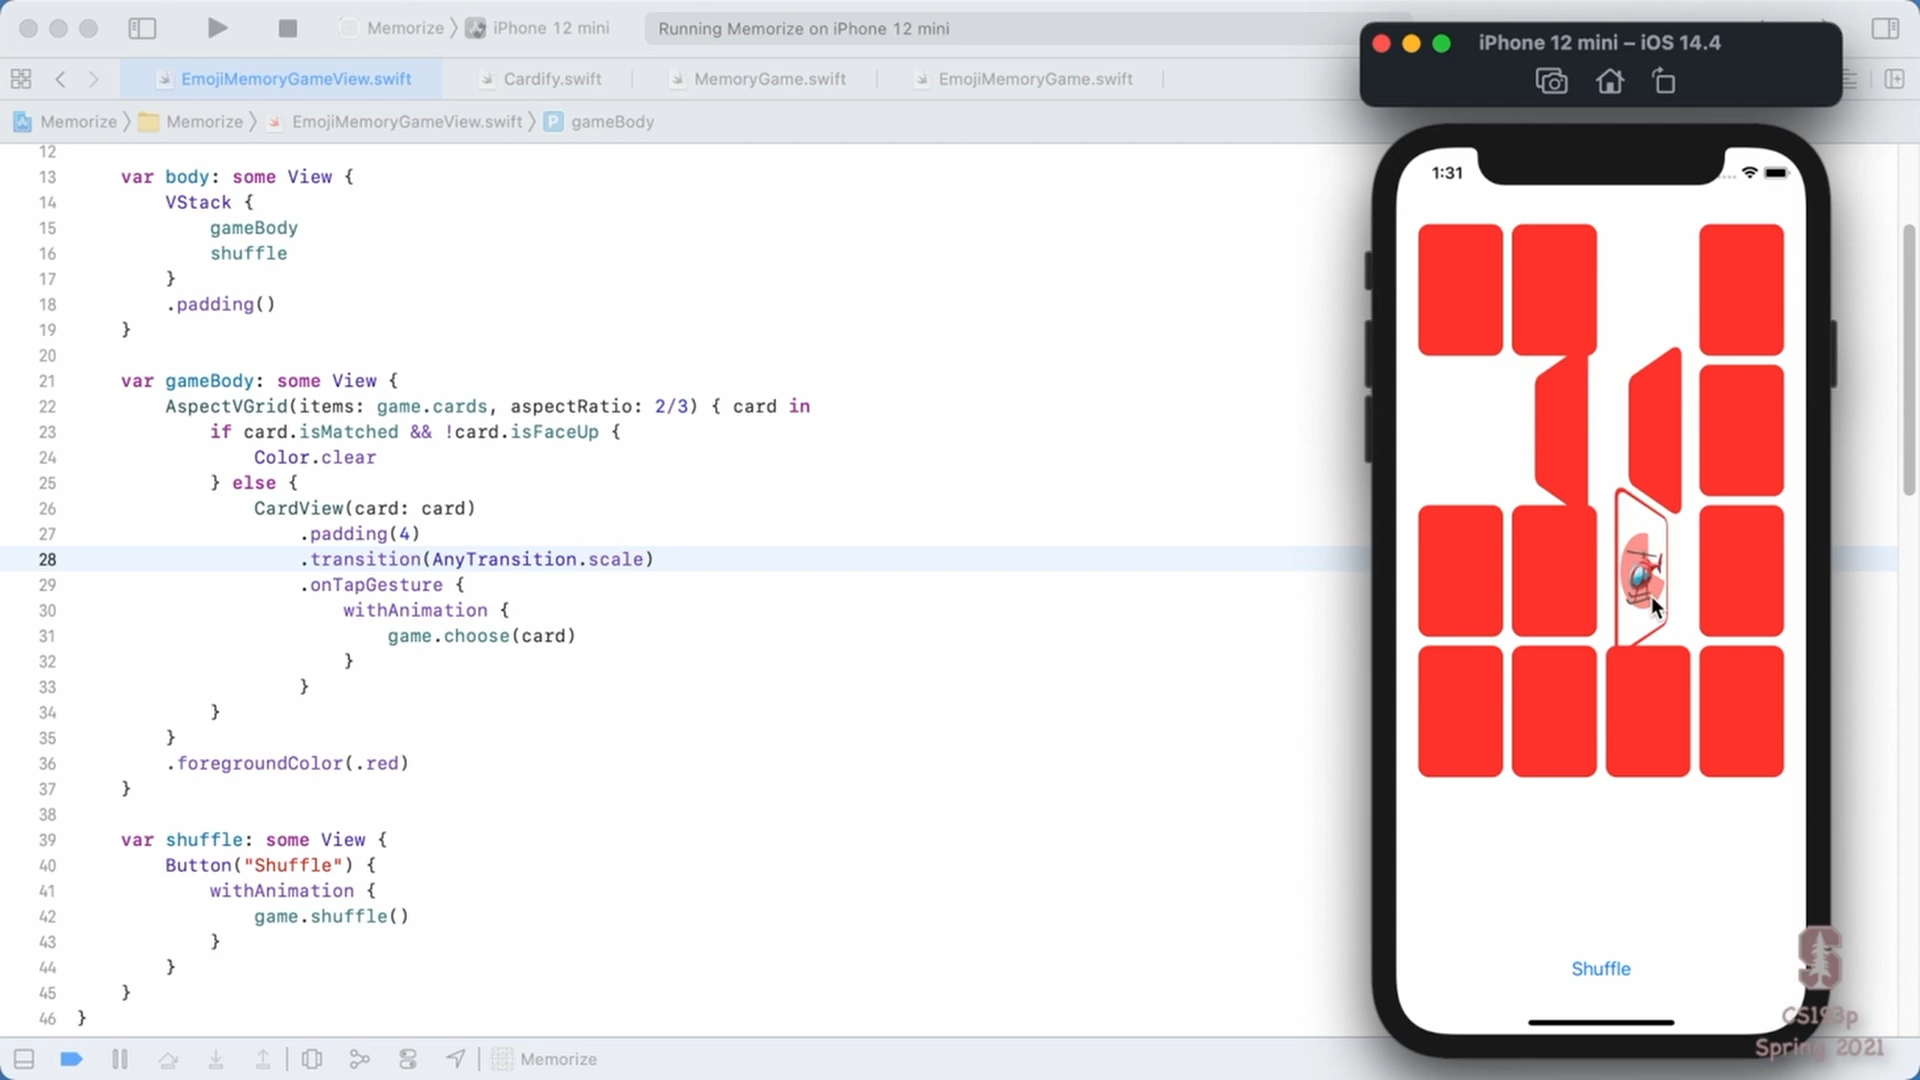 Memorize 〉 iPhone 12 mini
Running Memorize on iPhone 12 mini
iPhone 12 mini – iOS 14.4
EmojiMemoryGameView.swift
Cardify.swift
MemoryGame.swift
EmojiMemoryGame.swift
Memorize 〉 Memorize 〉 EmojiMemoryGameView.swift 〉 P gameBody
12
13 var body: some View {
14 VStack {
15 gameBody
16 shuffle
17 }
18 .padding()
19 }
20
21 var gameBody: some View {
22 AspectVGrid(items: game.cards, aspectRatio: 2/3) { card in
23 if card.isMatched && !card.isFaceUp {
24 Color.clear
25 } else {
26 CardView(card: card)
27 .padding(4)
28 .transition(AnyTransition.scale)
29 .onTapGesture {
30 withAnimation {
31 game.choose(card)
32 }
33 }
34 }
35 }
36 .foregroundColor(.red)
37 }
38
39 var shuffle: some View {
40 Button("Shuffle") {
41 withAnimation {
42 game.shuffle()
43 }
44 }
45 }
46 }
1:31
Shuffle
S
CS193p
Spring 2021
Memorize